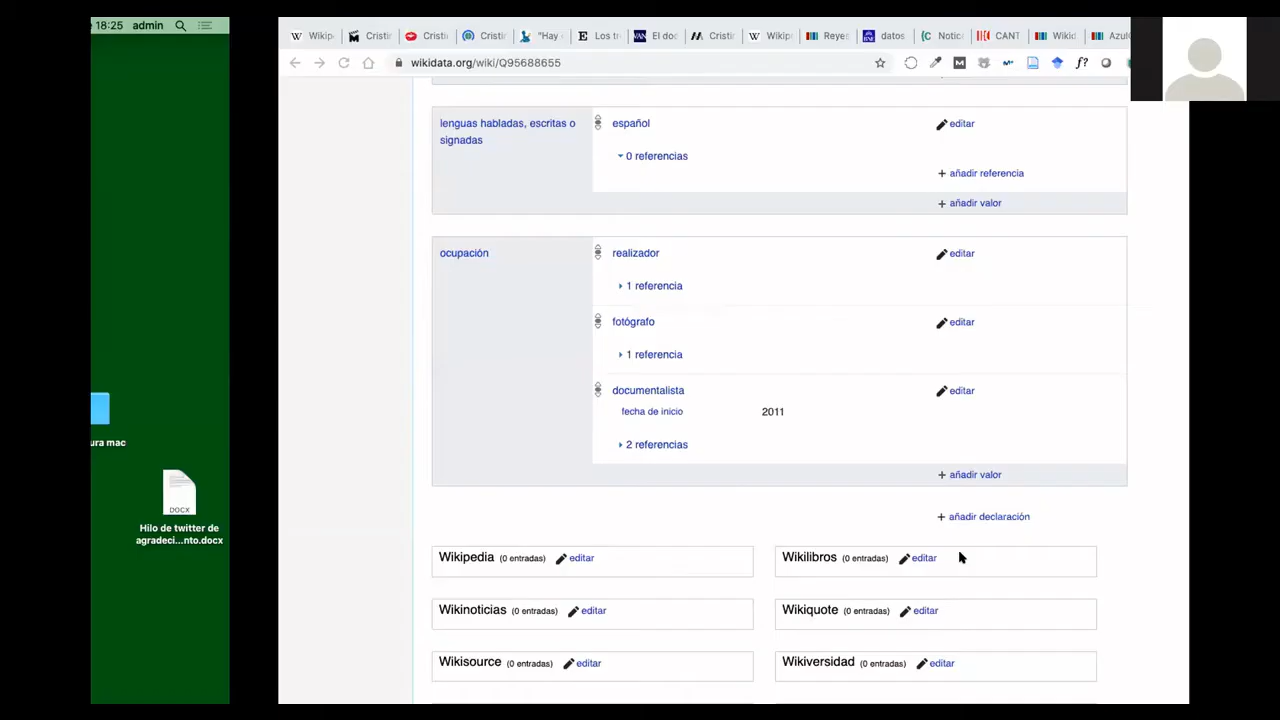 18:25 admin
Wikip
Cristin
Cristi
Cristin
"Hay
Los tr
El doc
Cristin
Wikip
Reyes
datos
Notic
CANT
Wikid
Azul
wikidata.org/wiki/Q95688655
lenguas habladas, escritas o
signadas
español
editar
0 referencias
+ añadir referencia
+ añadir valor
ocupación
realizador
editar
1 referencia
fotógrafo
editar
1 referencia
documentalista
editar
fecha de inicio 2011
2 referencias
+ añadir valor
+ añadir declaración
Wikipedia (0 entradas) editar
Wikilibros (0 entradas) editar
Wikinoticias (0 entradas) editar
Wikiquote (0 entradas) editar
Wikisource (0 entradas) editar
Wikiversidad (0 entradas) editar
ura mac
DOCX
Hilo de twitter de
agradeci...nto.docx